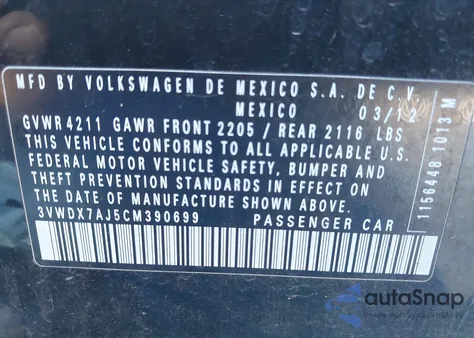 MFD BY VOLKSWAGEN DE MEXICO S.A. DE C.V.
MEXICO 03/12
GVWR 4211 GAWR FRONT 2205 / REAR 2116 LBS
THIS VEHICLE CONFORMS TO ALL APPLICABLE U.S.
FEDERAL MOTOR VEHICLE SAFETY, BUMPER AND
THEFT PREVENTION STANDARDS IN EFFECT ON
THE DATE OF MANUFACTURE SHOWN ABOVE.
3VWDX7AJ5CM390699 PASSENGER CAR
1156448 1013 M
autoSnap